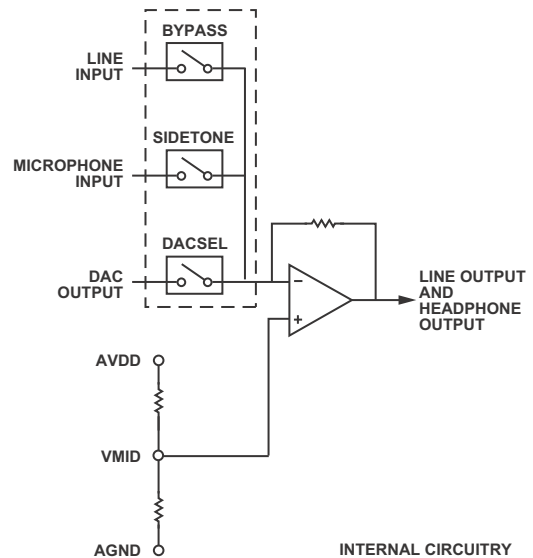 BYPASS
LINE
INPUT
SIDETONE
MICROPHONE
INPUT
DACSEL
DAC
OUTPUT
−
+
LINE OUTPUT
AND
HEADPHONE
OUTPUT
AVDD
VMID
AGND
INTERNAL CIRCUITRY